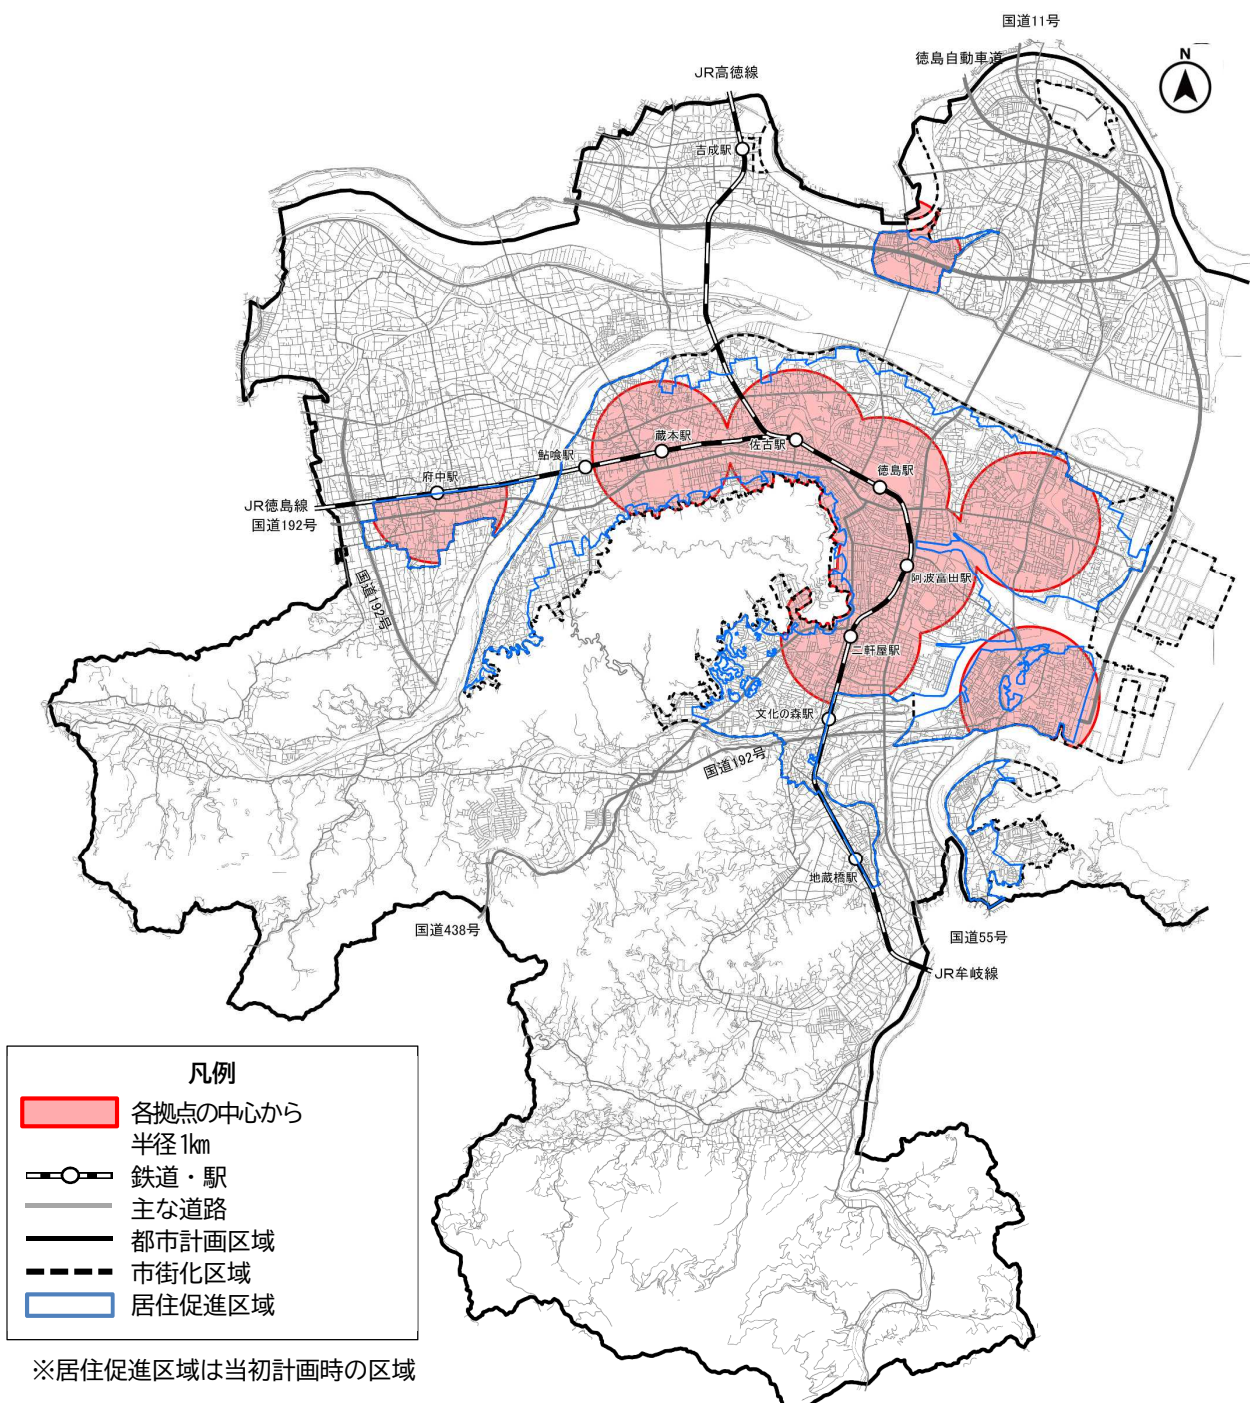 国道11号
徳島自動車道
N
JR高徳線
吉成駅
蔵本駅
佐古駅
鮎喰駅
徳島駅
府中駅
JR徳島線
国道192号
阿波富田駅
国道192号
二軒屋駅
文化の森駅
国道192号
地蔵橋駅
国道438号
国道55号
JR牟岐線
凡例
各拠点の中心から
半径1km
鉄道・駅
主な道路
都市計画区域
市街化区域
居住促進区域
※居住促進区域は当初計画時の区域